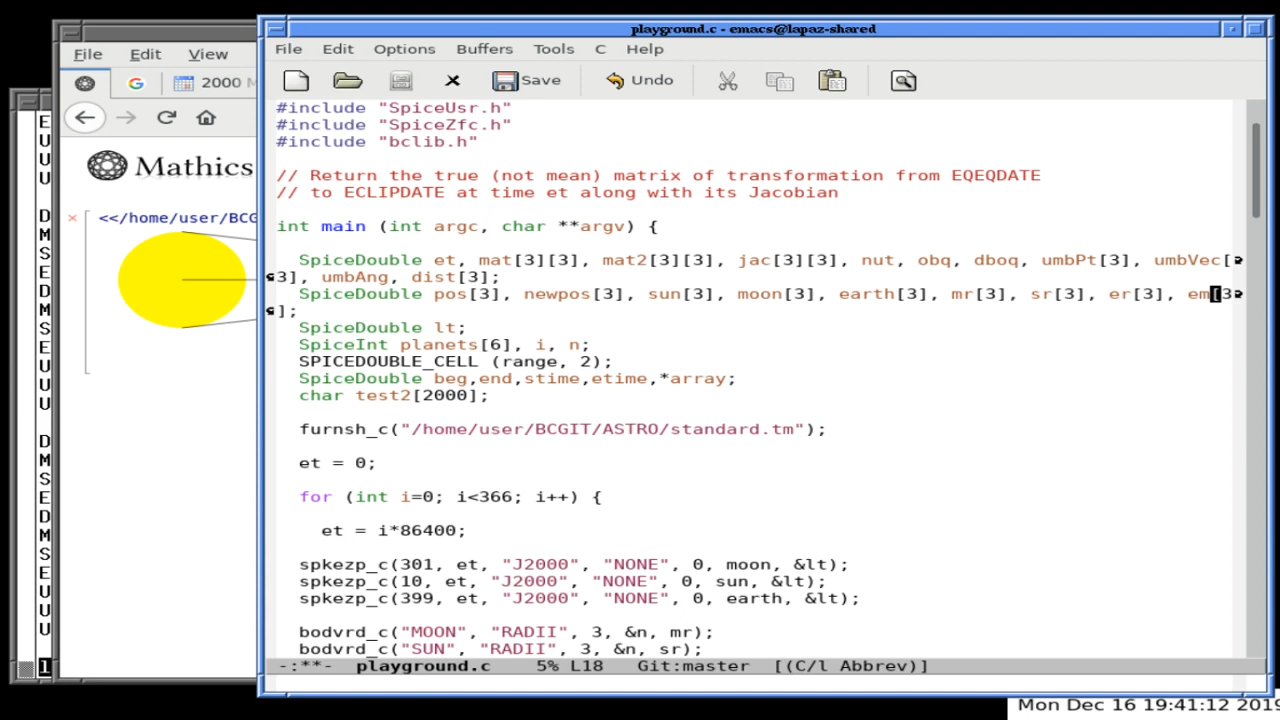 playground.c - emacs@lapaz-shared
File Edit View
File Edit Options Buffers Tools C Help
2000 M
Save Undo
Mathics
<</home/user/BCG
E
U
U
U
D
M
S
E
D
M
S
E
U
U
U
D
M
S
E
D
M
S
E
U
U
U
l
#include "SpiceUsr.h"
#include "SpiceZfc.h"
#include "bclib.h"
// Return the true (not mean) matrix of transformation from EQEQDATE
// to ECLIPDATE at time et along with its Jacobian
int main (int argc, char **argv) {
SpiceDouble et, mat[3][3], mat2[3][3], jac[3][3], nut, obq, dboq, umbPt[3], umbVec[
3], umbAng, dist[3];
SpiceDouble pos[3], newpos[3], sun[3], moon[3], earth[3], mr[3], sr[3], er[3], em[3
];
SpiceDouble lt;
SpiceInt planets[6], i, n;
SPICEDOUBLE_CELL (range, 2);
SpiceDouble beg,end,stime,etime,*array;
char test2[2000];
furnsh_c("/home/user/BCGIT/ASTRO/standard.tm");
et = 0;
for (int i=0; i<366; i++) {
et = i*86400;
spkezp_c(301, et, "J2000", "NONE", 0, moon, &lt);
spkezp_c(10, et, "J2000", "NONE", 0, sun, &lt);
spkezp_c(399, et, "J2000", "NONE", 0, earth, &lt);
bodvrd_c("MOON", "RADII", 3, &n, mr);
bodvrd_c("SUN", "RADII", 3, &n, sr);
-:**- playground.c 5% L18 Git:master [(C/l Abbrev)]
Mon Dec 16 19:41:12 2019